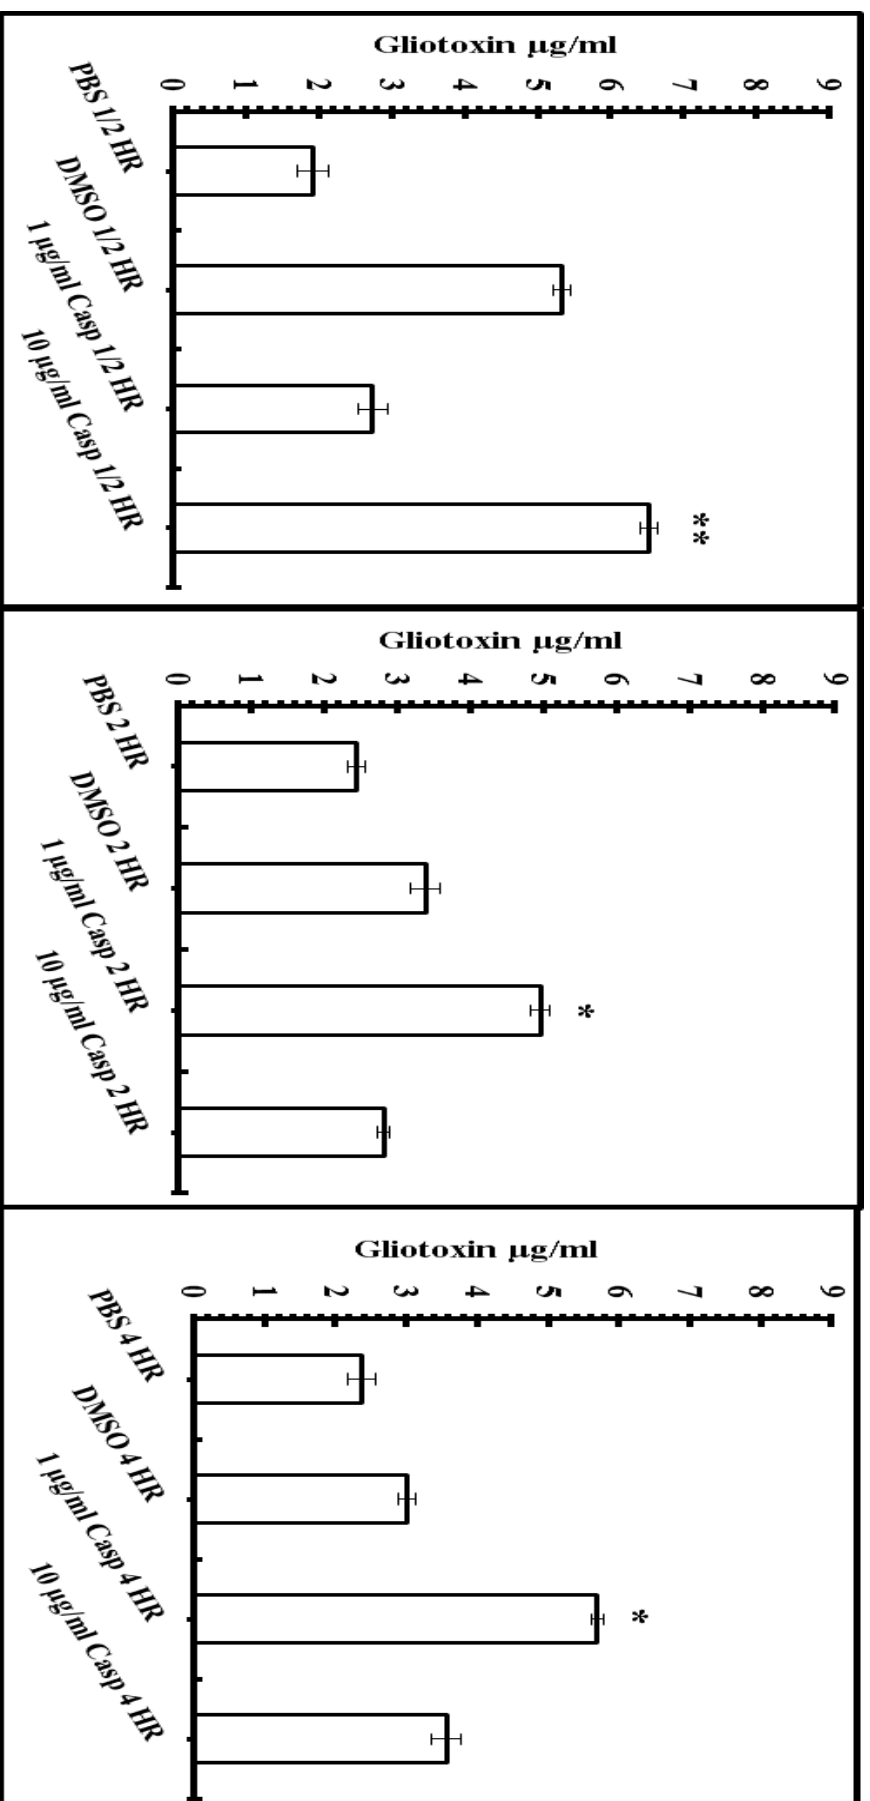 Gliotoxin µg/ml
0 1 2 3 4 5 6 7 8 9
PBS 1/2 HR
DMSO 1/2 HR
1 µg/ml Casp 1/2 HR
10 µg/ml Casp 1/2 HR
**
Gliotoxin µg/ml
0 1 2 3 4 5 6 7 8 9
PBS 2 HR
DMSO 2 HR
1 µg/ml Casp 2 HR
10 µg/ml Casp 2 HR
*
Gliotoxin µg/ml
0 1 2 3 4 5 6 7 8 9
PBS 4 HR
DMSO 4 HR
1 µg/ml Casp 4 HR
10 µg/ml Casp 4 HR
*